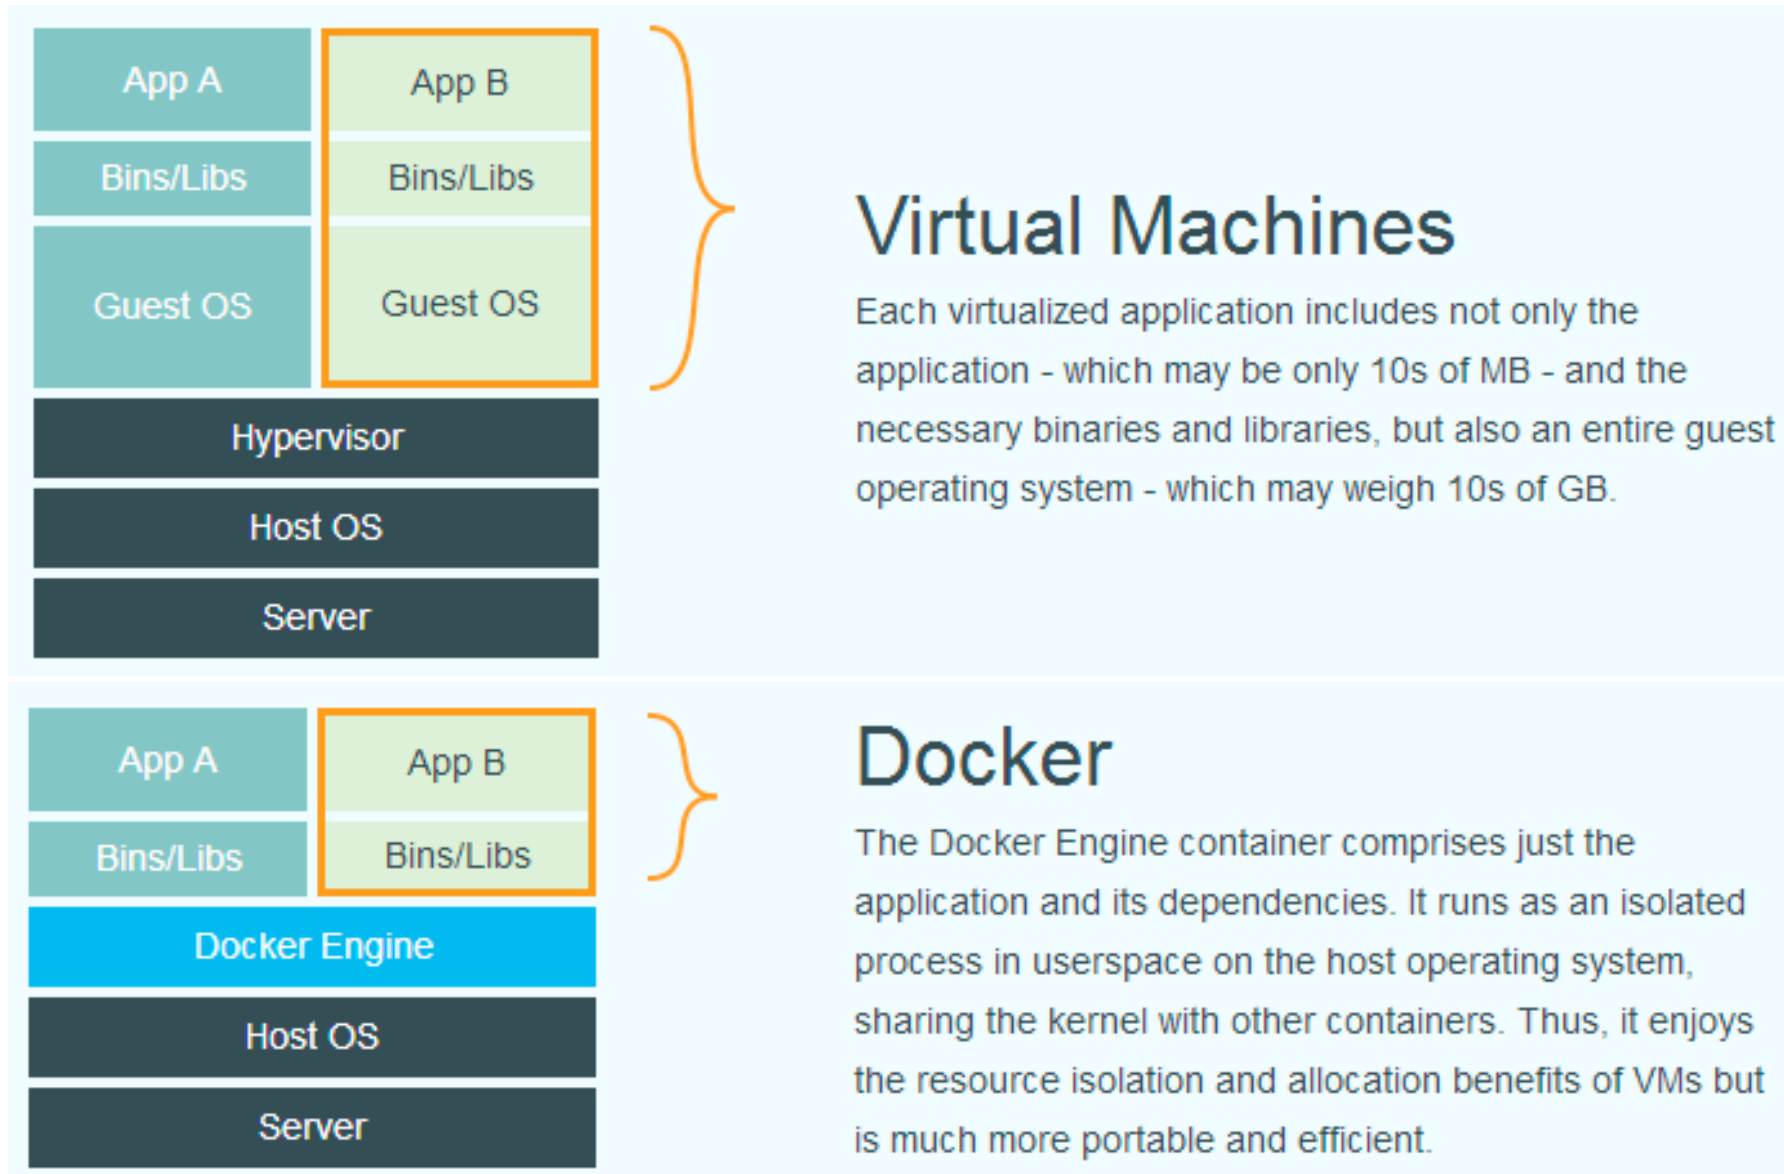 App A
App B
Bins/Libs
Bins/Libs
Guest OS
Guest OS
Hypervisor
Host OS
Server
Virtual Machines
Each virtualized application includes not only the
application - which may be only 10s of MB - and the
necessary binaries and libraries, but also an entire guest
operating system - which may weigh 10s of GB.
App A
App B
Bins/Libs
Bins/Libs
Docker Engine
Host OS
Server
Docker
The Docker Engine container comprises just the
application and its dependencies. It runs as an isolated
process in userspace on the host operating system,
sharing the kernel with other containers. Thus, it enjoys
the resource isolation and allocation benefits of VMs but
is much more portable and efficient.